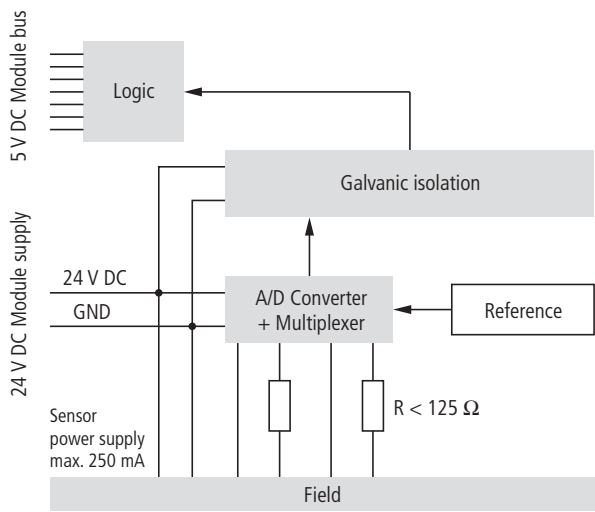 5 V DC Module bus
Logic
Galvanic isolation
24 V DC Module supply
24 V DC
GND
A/D Converter
+ Multiplexer
Reference
R < 125 Ω
Sensor
power supply
max. 250 mA
Field